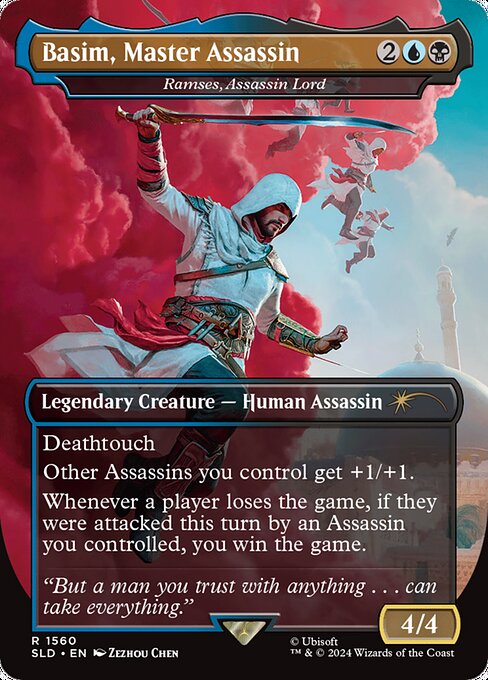 Basim, Master Assassin 2
Ramses, Assassin Lord
Legendary Creature — Human Assassin
Deathtouch
Other Assassins you control get +1/+1.
Whenever a player loses the game, if they
were attacked this turn by an Assassin
you controlled, you win the game.
“But a man you trust with anything . . . can
take everything.”
4/4
R 1560
SLD • EN Zezhou Chen
© Ubisoft
™ & © 2024 Wizards of the Coast